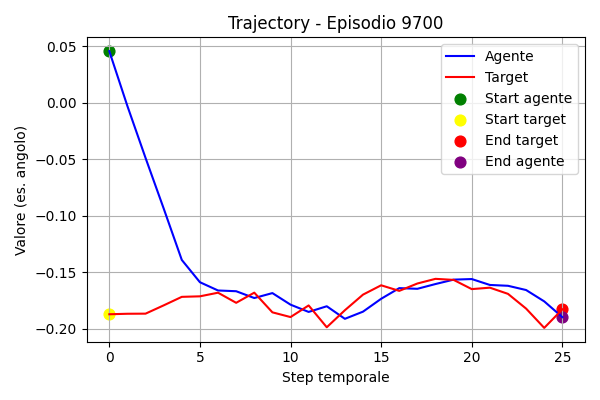 Trajectory - Episodio 9700
Agente
Target
Start agente
Start target
End target
End agente
Valore (es. angolo)
0.05
0.00
−0.05
−0.10
−0.15
−0.20
0 5 10 15 20 25
Step temporale